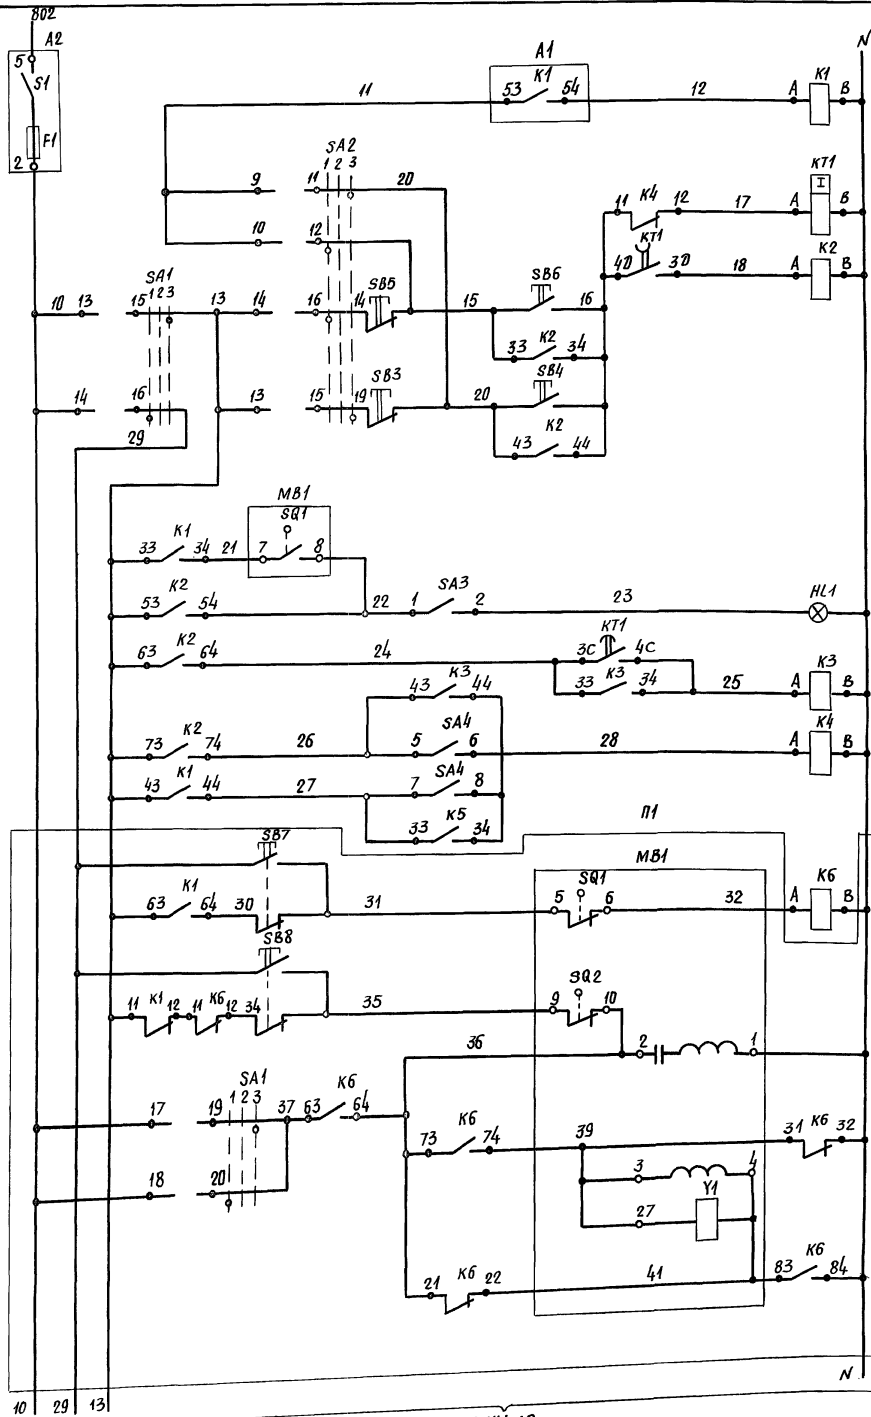 802
N
A2
5
S1
F1
2
A1
11 53 K1 54 12 A K1 B
SA2
1 2 3
9 11 20
10 12
11 K4 12 17 A KT1 B
I
KT1
4D 3D 18 A K2 B
SA1
1 2 3
10 13 15 13 14 16 14 SB5 15 SB6 16
33 K2 34
14 16 13 15 19 SB3 20 SB4
29
K2
43 44
MB1
SQ1
33 K1 34 21 7 8
53 K2 54 22 1 SA3 2 23 HL1
63 K2 64 24 3C KT1 4C
33 K3 34 25 A K3 B
43 K3 44
73 K2 74 26 5 SA4 6 28 A K4 B
43 K1 44 27 7 SA4 8
33 K5 34
П1
SB7
MB1
63 K1 64 30 31 5 SQ1 6 32 A K6 B
SB8
11 K1 12 11 K6 12 34 35 9 SQ2 10
36 2 1
SA1
1 2 3
17 19 37 63 K6 64
73 K6 74 39 31 K6 32
3 4
18 20
27 Y1
21 K6 22 41 83 K6 84
N
10 29 13